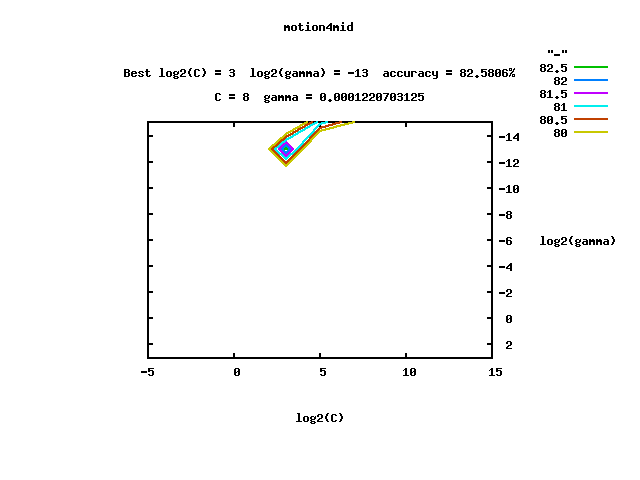 motion4mid
"-"
Best log2(C) = 3  log2(gamma) = -13  accuracy = 82.5806%
C = 8  gamma = 0.0001220703125
82.5
82
81.5
81
80.5
80
-14
-12
-10
-8
-6
-4
-2
0
2
log2(gamma)
-5 0 5 10 15
log2(C)